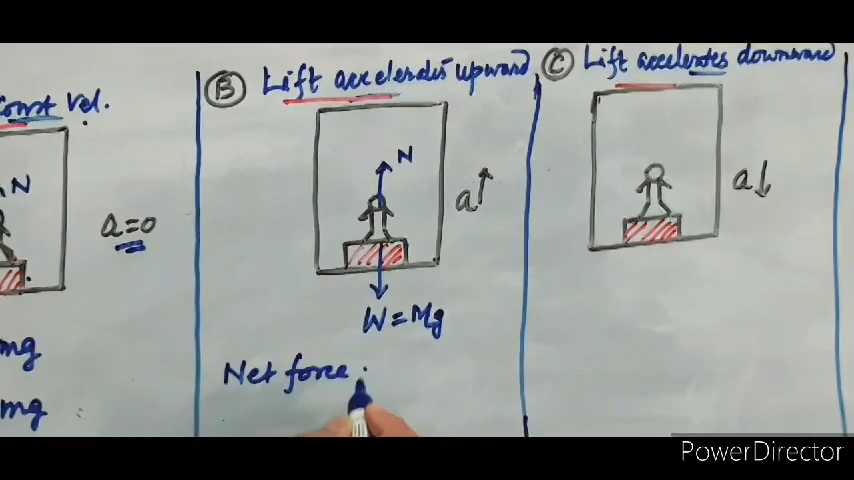 Const Vel.
N
a=0
mg
mg
B Lift accelerates upward
N
a
W = Mg
Net force
C Lift accelerates downward
a
PowerDirector